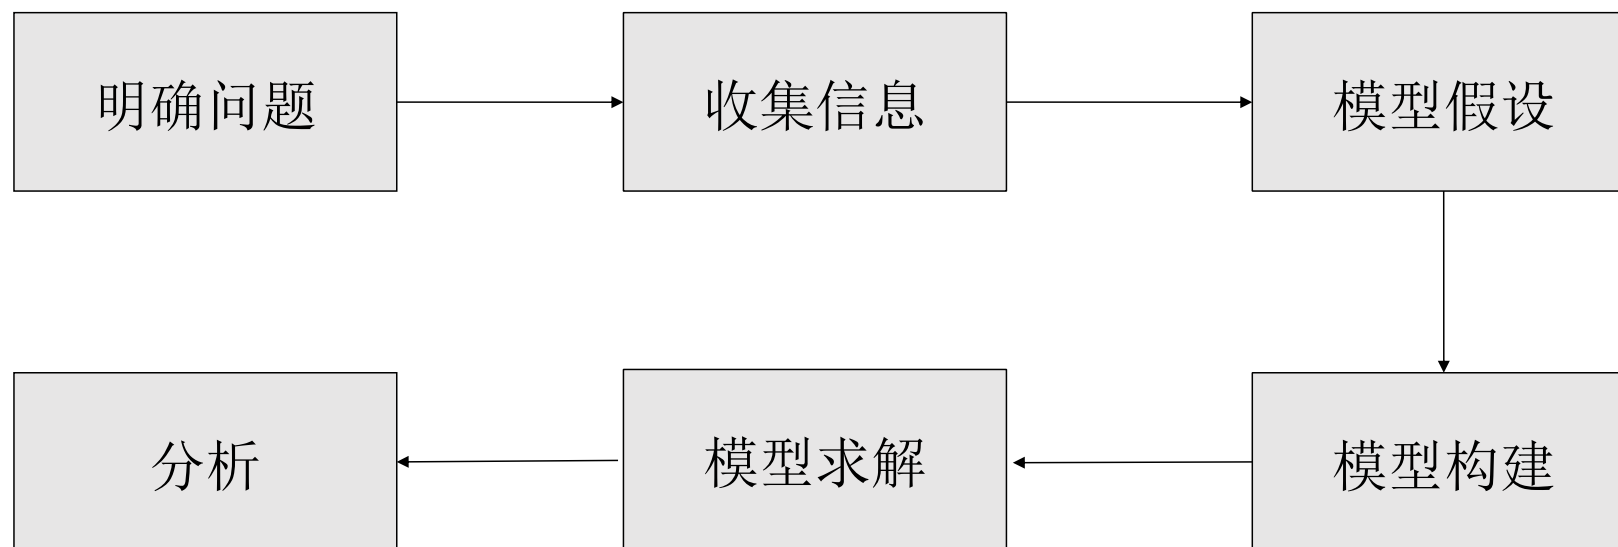 明确问题
收集信息
模型假设
模型构建
模型求解
分析